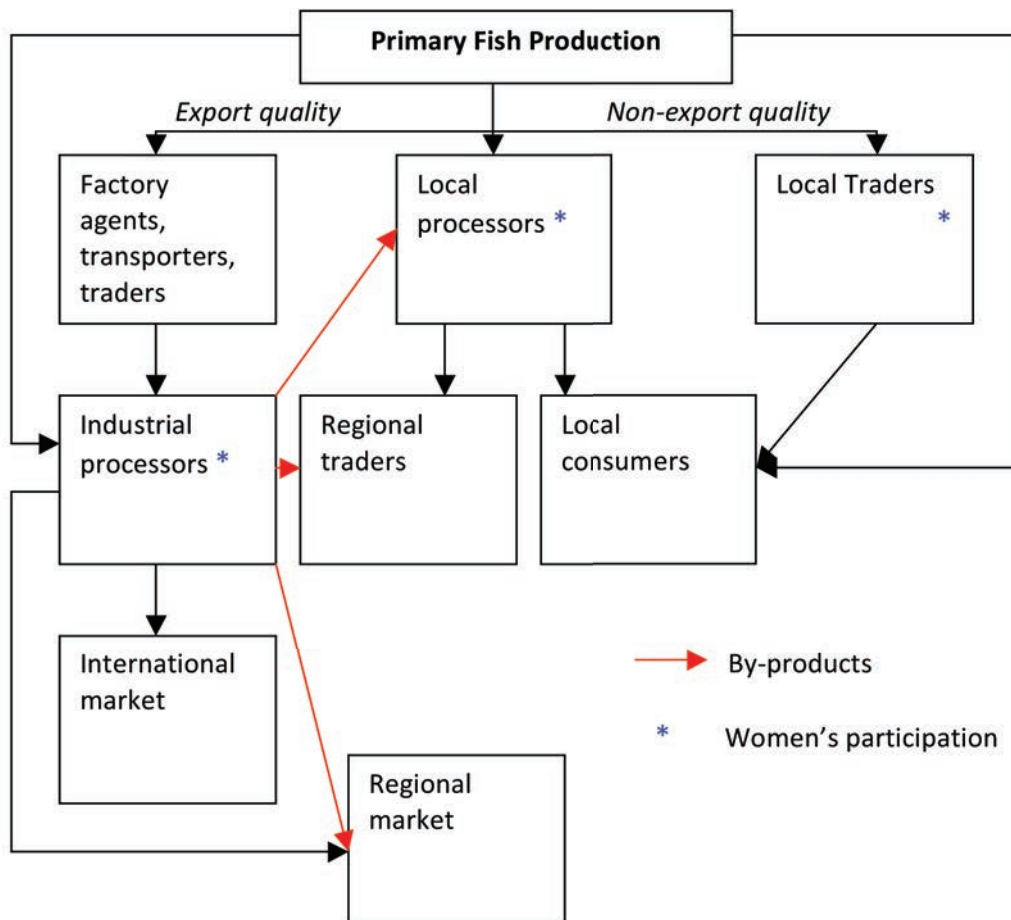 Primary Fish Production
Export quality
Non-export quality
Factory
agents,
transporters,
traders
Local
processors *
Local Traders
*
Industrial
processors *
Regional
traders
Local
consumers
International
market
By-products
* Women's participation
Regional
market